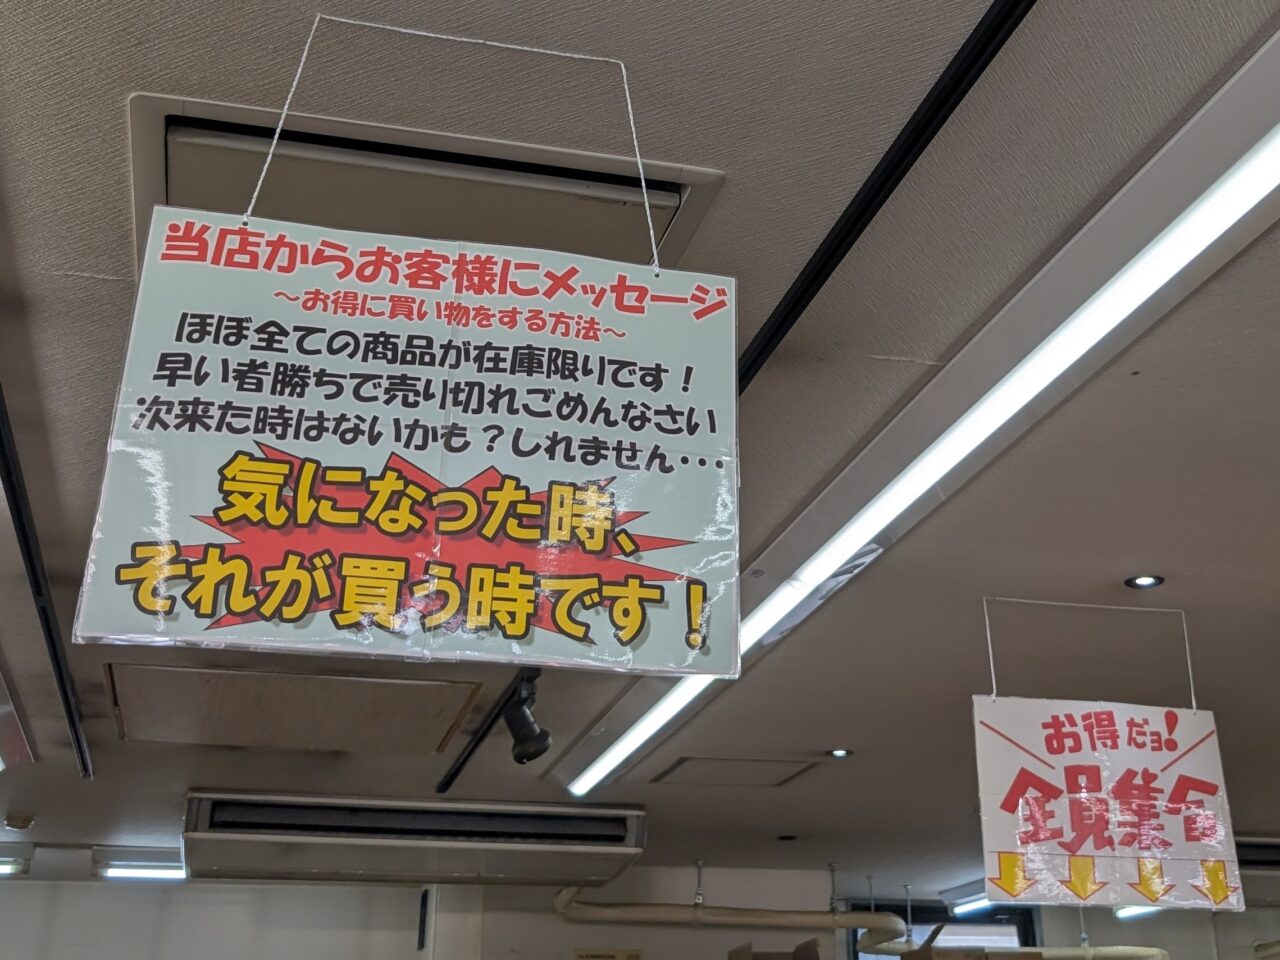 当店からお客様にメッセージ
～お得に買い物をする方法～
ほぼ全ての商品が在庫限りです！
早い者勝ちで売り切れごめんなさい
次来た時はないかも？しれません・・・
気になった時、
それが買う時です！
お得だョ！
全員集合